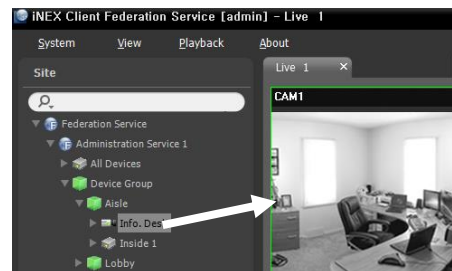 iNEX Client Federation Service [admin] - Live 1
System View Playback About
Site
Live 1
CAM1
Federation Service
Administration Service 1
All Devices
Device Group
Aisle
Info. Des
Inside 1
Lobby